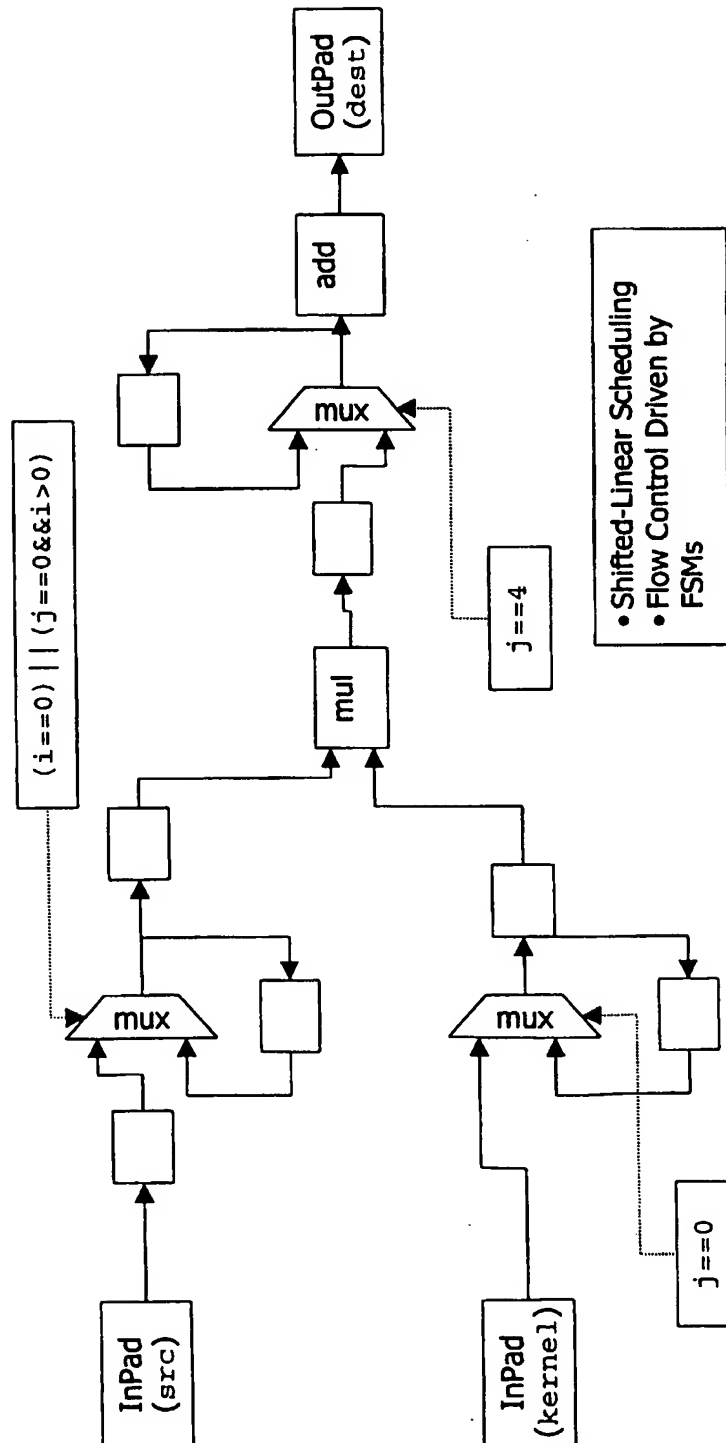 InPad
(src)
mux
(i==0)||(j==0&&i>0)
InPad
(kernel)
mux
j==0
mul
mux
j==4
add
OutPad
(dest)
• Shifted-Linear Scheduling
• Flow Control Driven by
FSMs